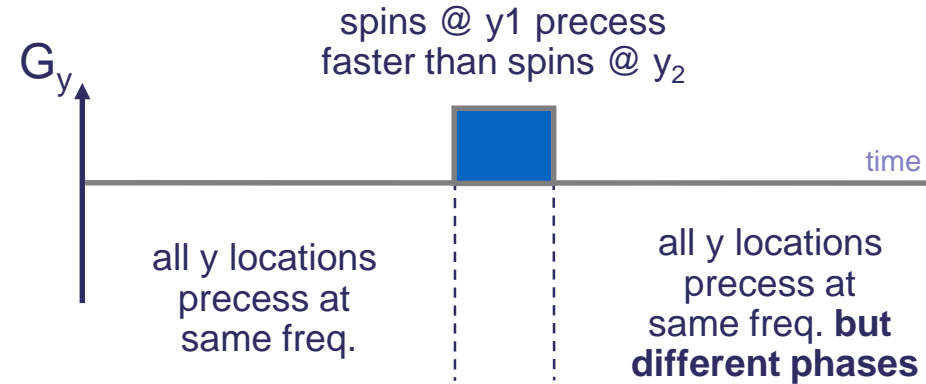 spins @ y1 precess
faster than spins @ y₂
Gᵧ
time
all y locations
precess at
same freq.
all y locations
precess at
same freq. but
different phases